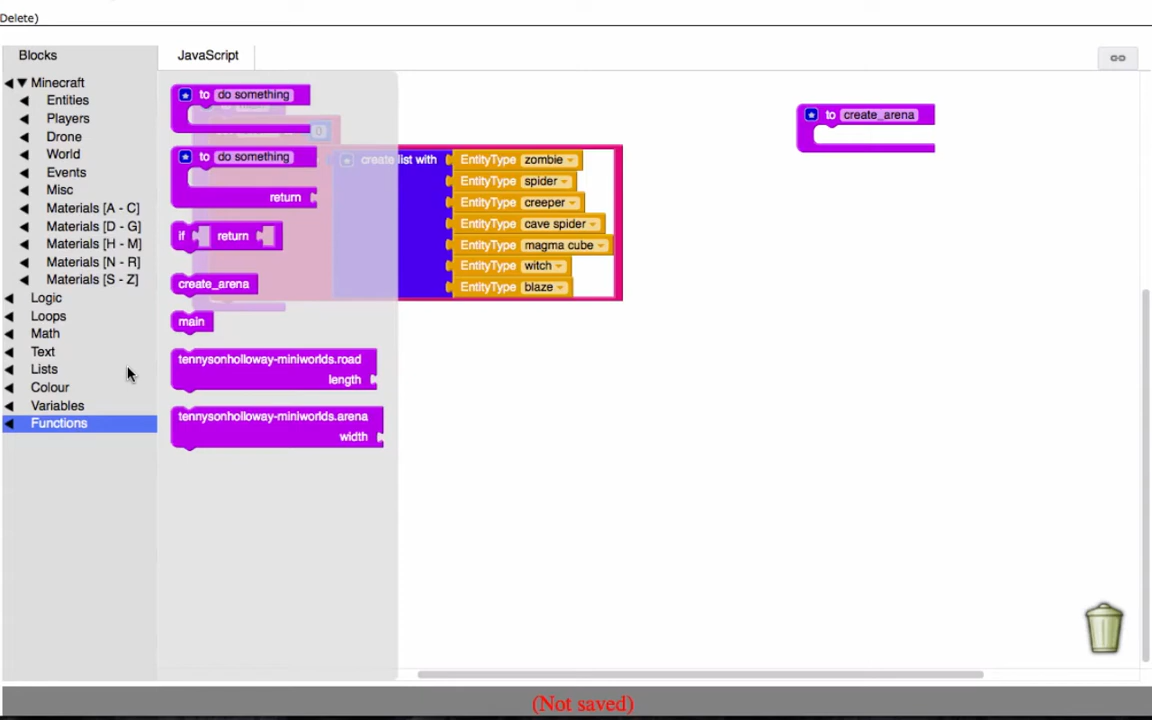 Delete)
Blocks
JavaScript
Minecraft
Entities
Players
Drone
World
Events
Misc
Materials [A - C]
Materials [D - G]
Materials [H - M]
Materials [N - R]
Materials [S - Z]
Logic
Loops
Math
Text
Lists
Colour
Variables
Functions
to do something
to do something
return
if return
create_arena
main
tennysonholloway-miniworlds.road
length
tennysonholloway-miniworlds.arena
width
0
create list with
EntityType zombie
EntityType spider
EntityType creeper
EntityType cave spider
EntityType magma cube
EntityType witch
EntityType blaze
to create_arena
(Not saved)